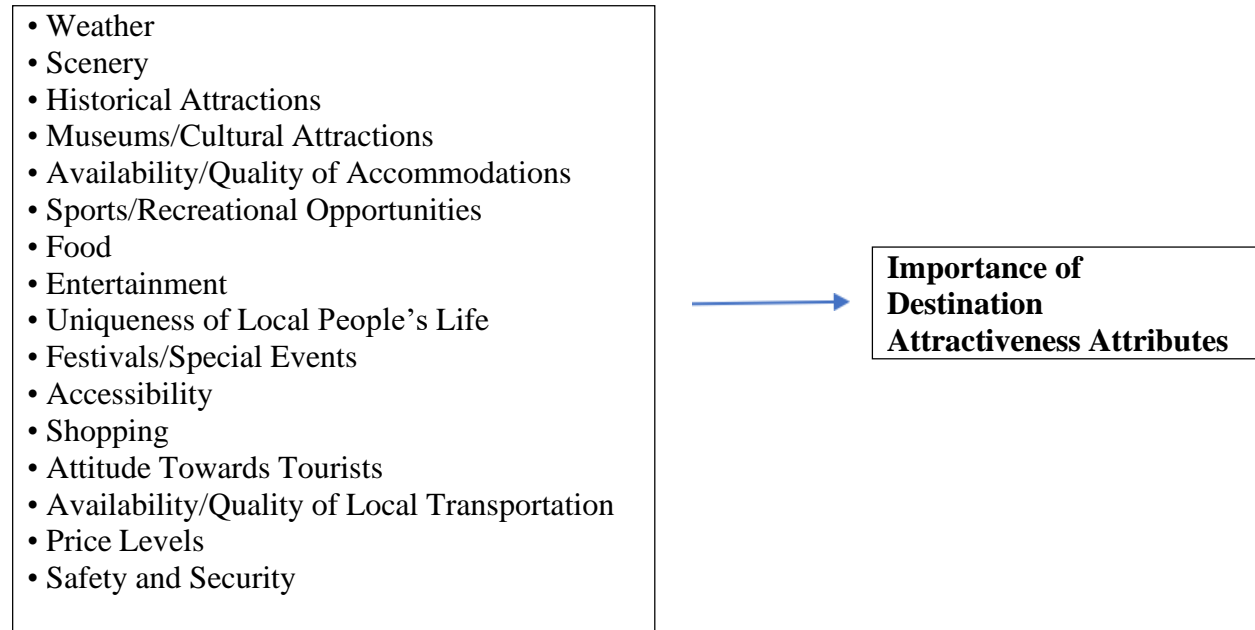 • Weather
• Scenery
• Historical Attractions
• Museums/Cultural Attractions
• Availability/Quality of Accommodations
• Sports/Recreational Opportunities
• Food
• Entertainment
• Uniqueness of Local People’s Life
• Festivals/Special Events
• Accessibility
• Shopping
• Attitude Towards Tourists
• Availability/Quality of Local Transportation
• Price Levels
• Safety and Security
Importance of
Destination
Attractiveness Attributes